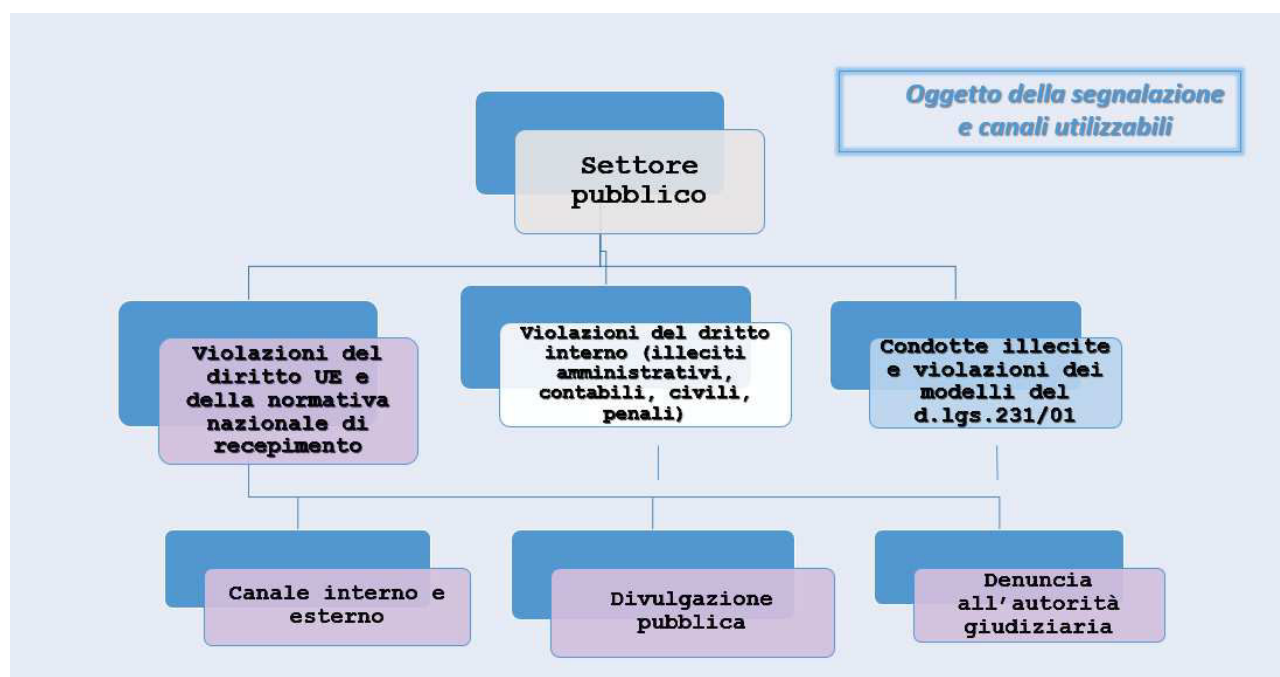 Oggetto della segnalazione
e canali utilizzabili
Settore
pubblico
Violazioni del
diritto UE e
della normativa
nazionale di
recepimento
Violazioni del dritto
interno (illeciti
amministrativi,
contabili, civili,
penali)
Condotte illecite
e violazioni dei
modelli del
d.lgs.231/01
Canale interno e
esterno
Divulgazione
pubblica
Denuncia
all'autorità
giudiziaria